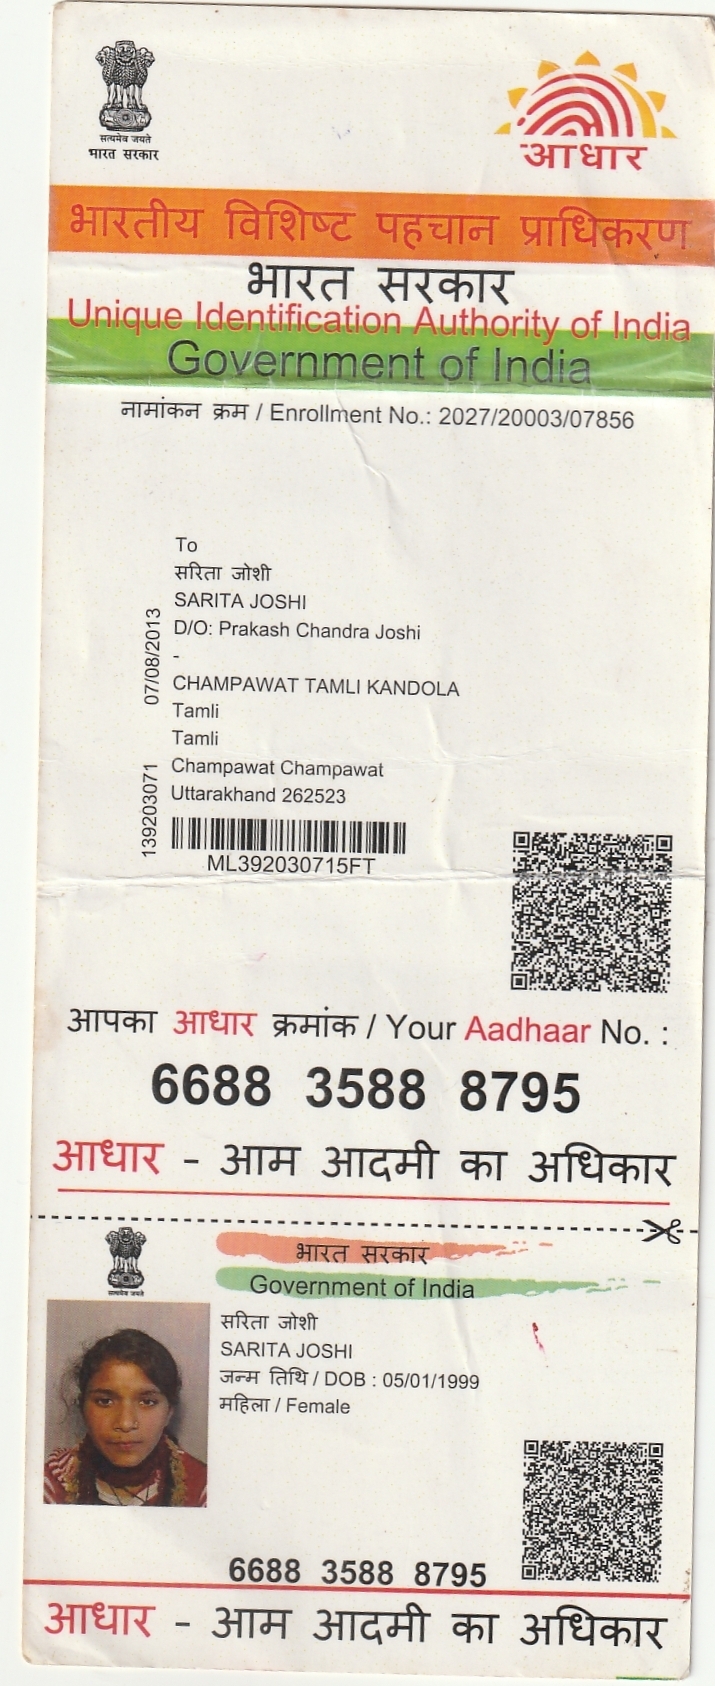 सत्यमेव जयते
भारत सरकार
आधार
भारतीय विशिष्ट पहचान प्राधिकरण
भारत सरकार
Unique Identification Authority of India
Government of India
नामांकन क्रम / Enrollment No.: 2027/20003/07856
To
सरिता जोशी
SARITA JOSHI
D/O: Prakash Chandra Joshi
-
CHAMPAWAT TAMLI KANDOLA
Tamli
Tamli
Champawat Champawat
Uttarakhand 262523
07/08/2013
139203071
ML392030715FT
आपका आधार क्रमांक / Your Aadhaar No. :
6688 3588 8795
आधार - आम आदमी का अधिकार
सत्यमेव जयते
भारत सरकार
Government of India
सरिता जोशी
SARITA JOSHI
जन्म तिथि / DOB : 05/01/1999
महिला / Female
6688 3588 8795
आधार - आम आदमी का अधिकार